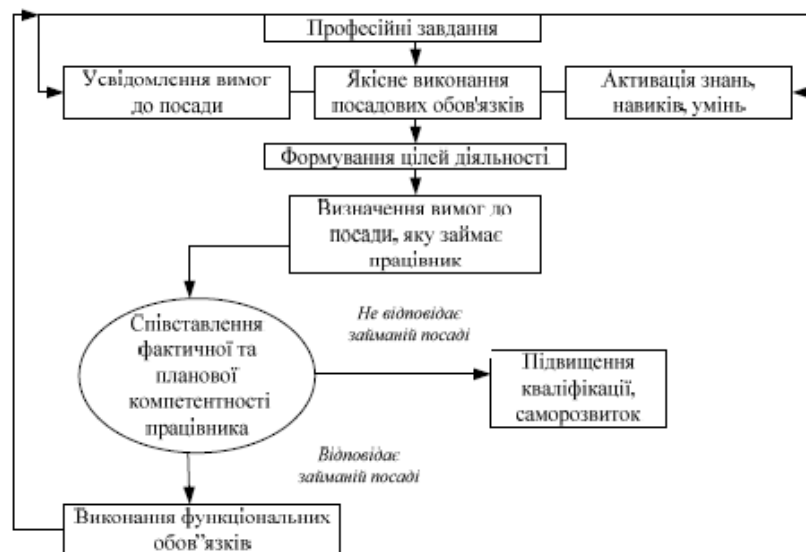 Професійні завдання
Усвідомлення вимог
до посади
Якісне виконання
посадових обов'язків
Активація знань,
навиків, умінь
Формування цілей діяльності
Визначення вимог до
посади, яку займає
працівник
Співставлення
фактичної та
планової
компетентності
працівника
Не відповідає
займаній посаді
Підвищення
кваліфікації,
саморозвиток
Відповідає
займаній посаді
Виконання функціональних
обов”язків